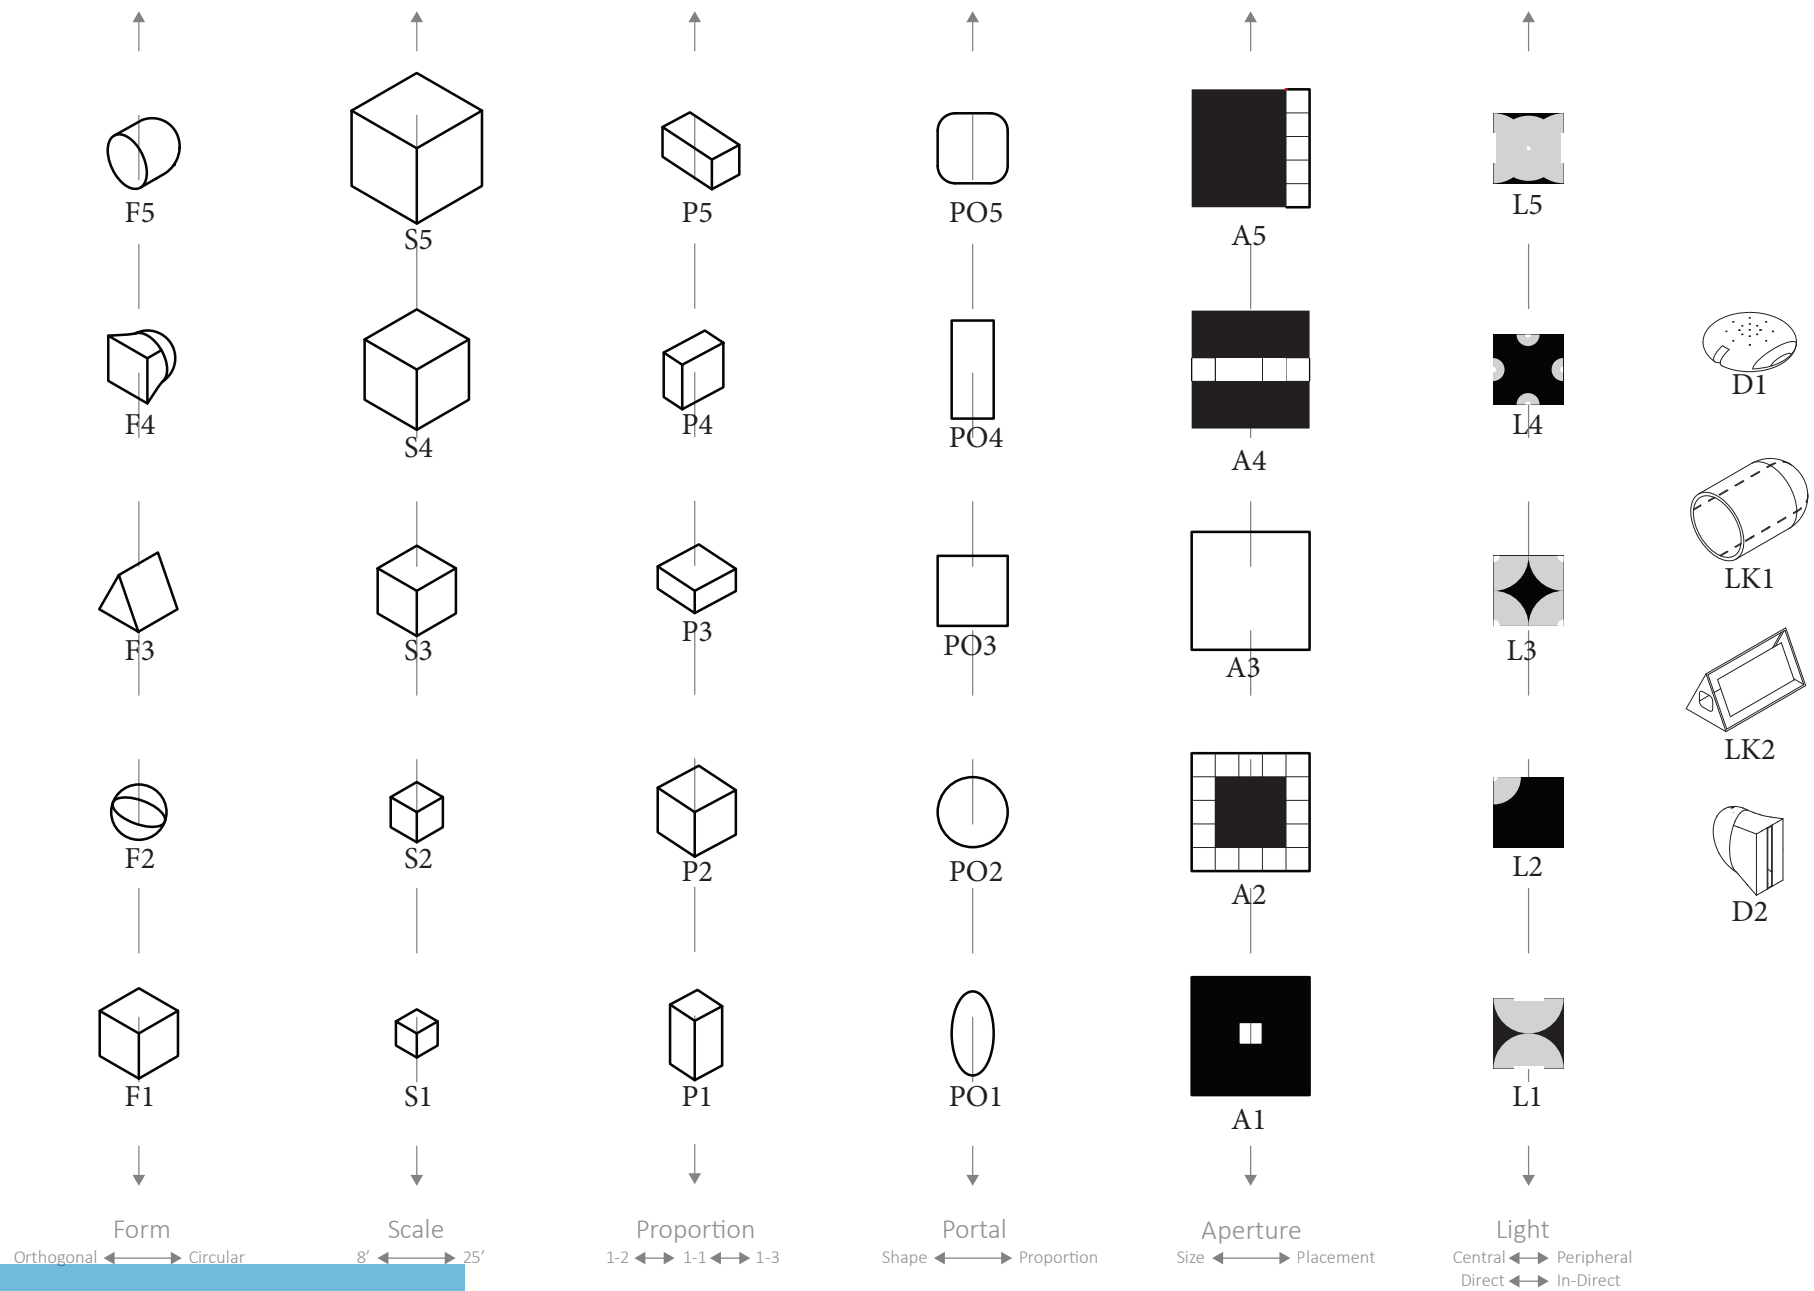 F5 S5 P5 PO5 A5 L5
F4 S4 P4 PO4 A4 L4 D1
LK1
F3 S3 P3 PO3 A3 L3
LK2
F2 S2 P2 PO2 A2 L2 D2
F1 S1 P1 PO1 A1 L1
Form Scale Proportion Portal Aperture Light
Orthogonal Circular 8′ 25′ 1-2 1-1 1-3 Shape Proportion Size Placement Central Peripheral
Direct In-Direct